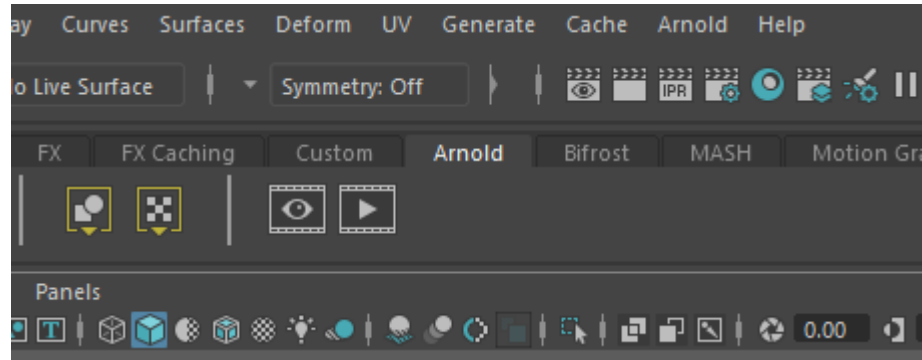 ay Curves Surfaces Deform UV Generate Cache Arnold Help
lo Live Surface Symmetry: Off IPR
FX FX Caching Custom Arnold Bifrost MASH Motion Gra
Panels
T 0.00